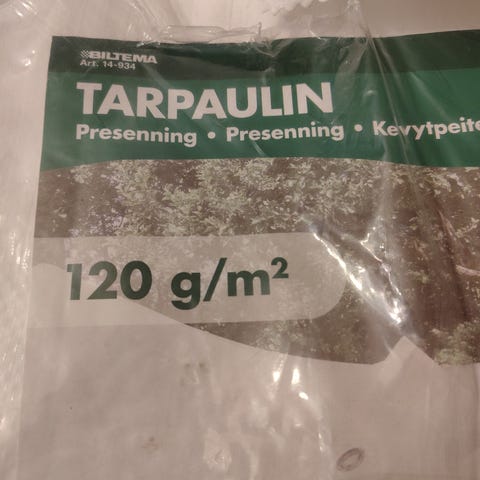 BILTEMA
Art. 14-934
TARPAULIN
Presenning • Presenning • Kevytpeite
120 g/m²